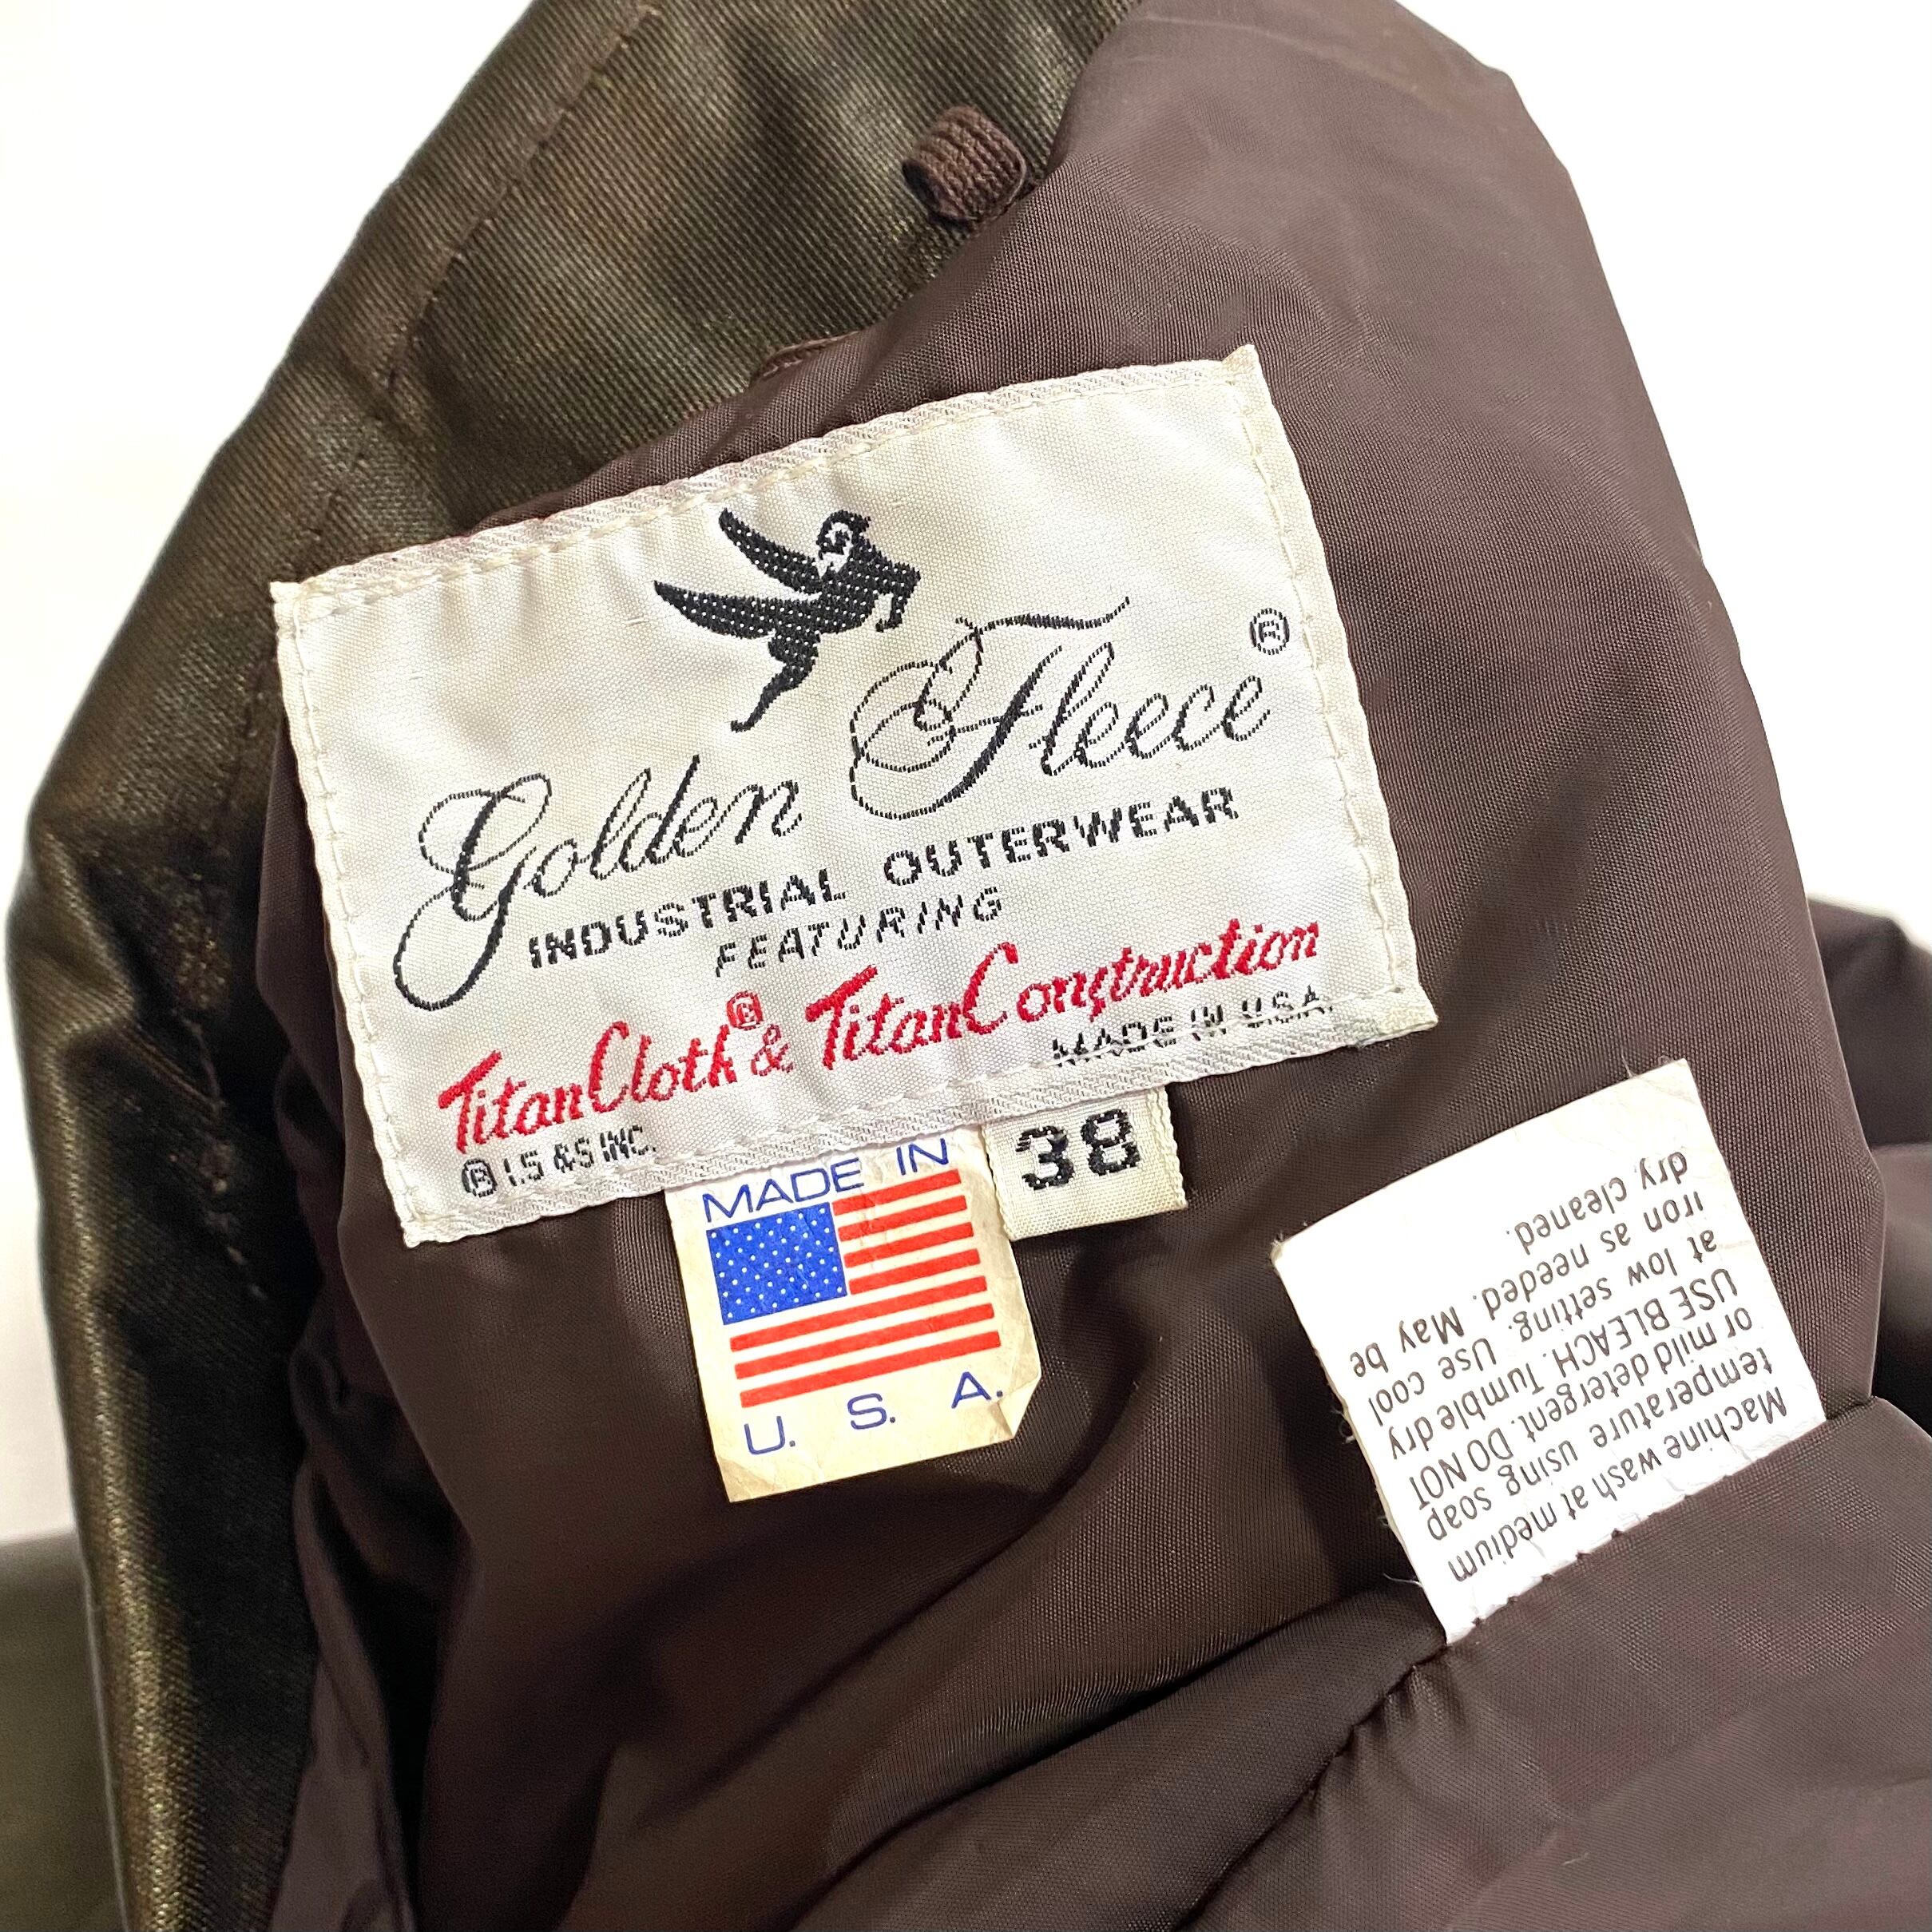 Golden Fleece ®
INDUSTRIAL OUTERWEAR
FEATURING
TitanCloth® & TitanConstruction
MADE IN U.S.A.
® I.S &S INC.
MADE IN
U. S. A.
38
Machine wash at medium
temperature using soap
or mild detergent. DO NOT
USE BLEACH. Tumble dry
at low setting. Use cool
iron as needed. May be
dry cleaned.